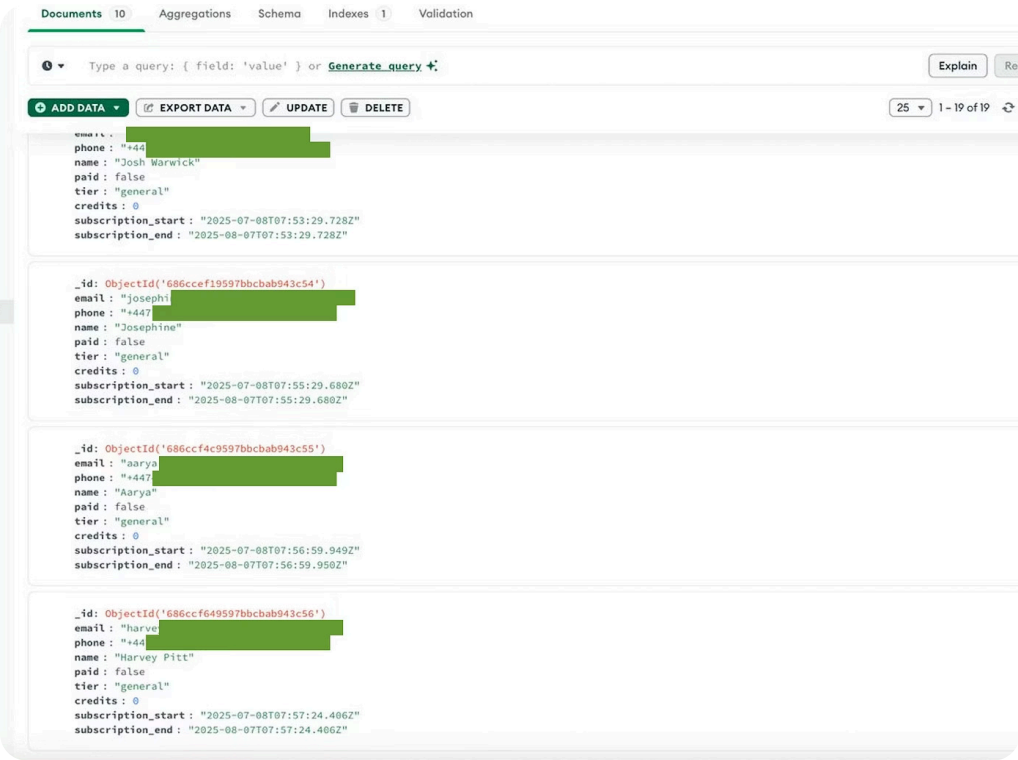 Documents 10 Aggregations Schema Indexes 1 Validation
Type a query: { field: 'value' } or Generate query
Explain Re
ADD DATA EXPORT DATA UPDATE DELETE 25 1 – 19 of 19
email :
phone : "+44
name : "Josh Warwick"
paid : false
tier : "general"
credits : 0
subscription_start : "2025-07-08T07:53:29.728Z"
subscription_end : "2025-08-07T07:53:29.728Z"
_id: ObjectId('686ccef19597bbcbab943c54')
email : "josephi
phone : "+447
name : "Josephine"
paid : false
tier : "general"
credits : 0
subscription_start : "2025-07-08T07:55:29.680Z"
subscription_end : "2025-08-07T07:55:29.680Z"
_id: ObjectId('686ccf4c9597bbcbab943c55')
email : "aarya
phone : "+447
name : "Aarya"
paid : false
tier : "general"
credits : 0
subscription_start : "2025-07-08T07:56:59.949Z"
subscription_end : "2025-08-07T07:56:59.950Z"
_id: ObjectId('686ccf649597bbcbab943c56')
email : "harve
phone : "+44
name : "Harvey Pitt"
paid : false
tier : "general"
credits : 0
subscription_start : "2025-07-08T07:57:24.406Z"
subscription_end : "2025-08-07T07:57:24.406Z"